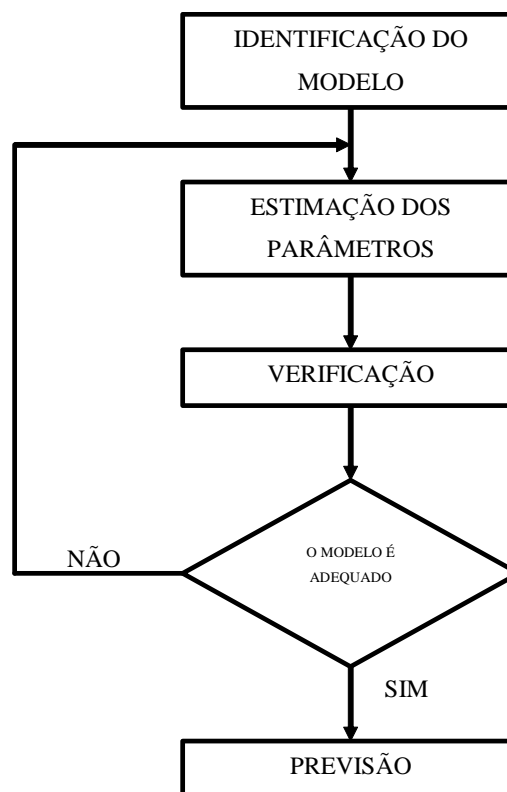 IDENTIFICAÇÃO DO
MODELO
ESTIMAÇÃO DOS
PARÂMETROS
VERIFICAÇÃO
O MODELO É
ADEQUADO
NÃO
SIM
PREVISÃO